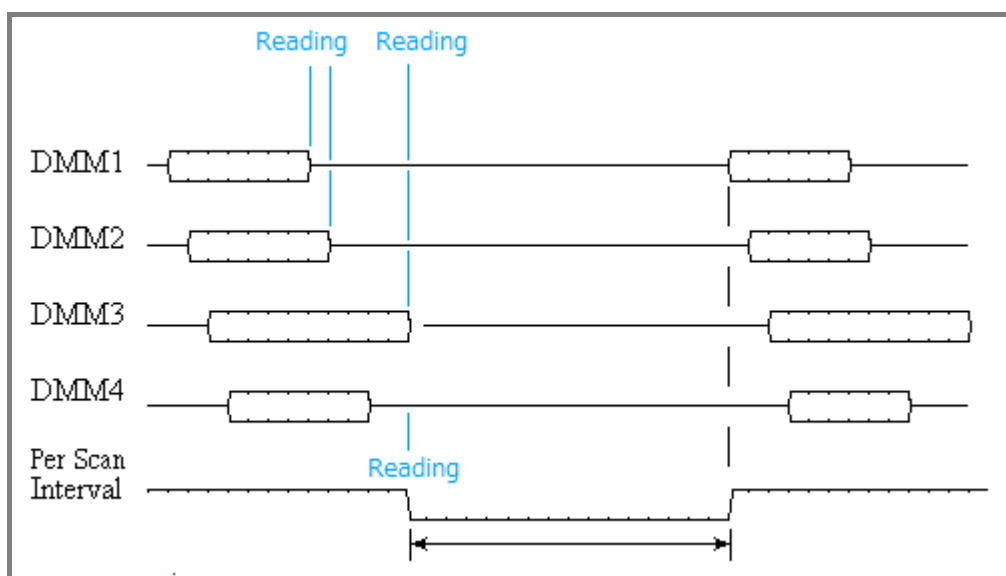 Reading Reading
DMM1
DMM2
DMM3
DMM4
Per Scan
Interval
Reading